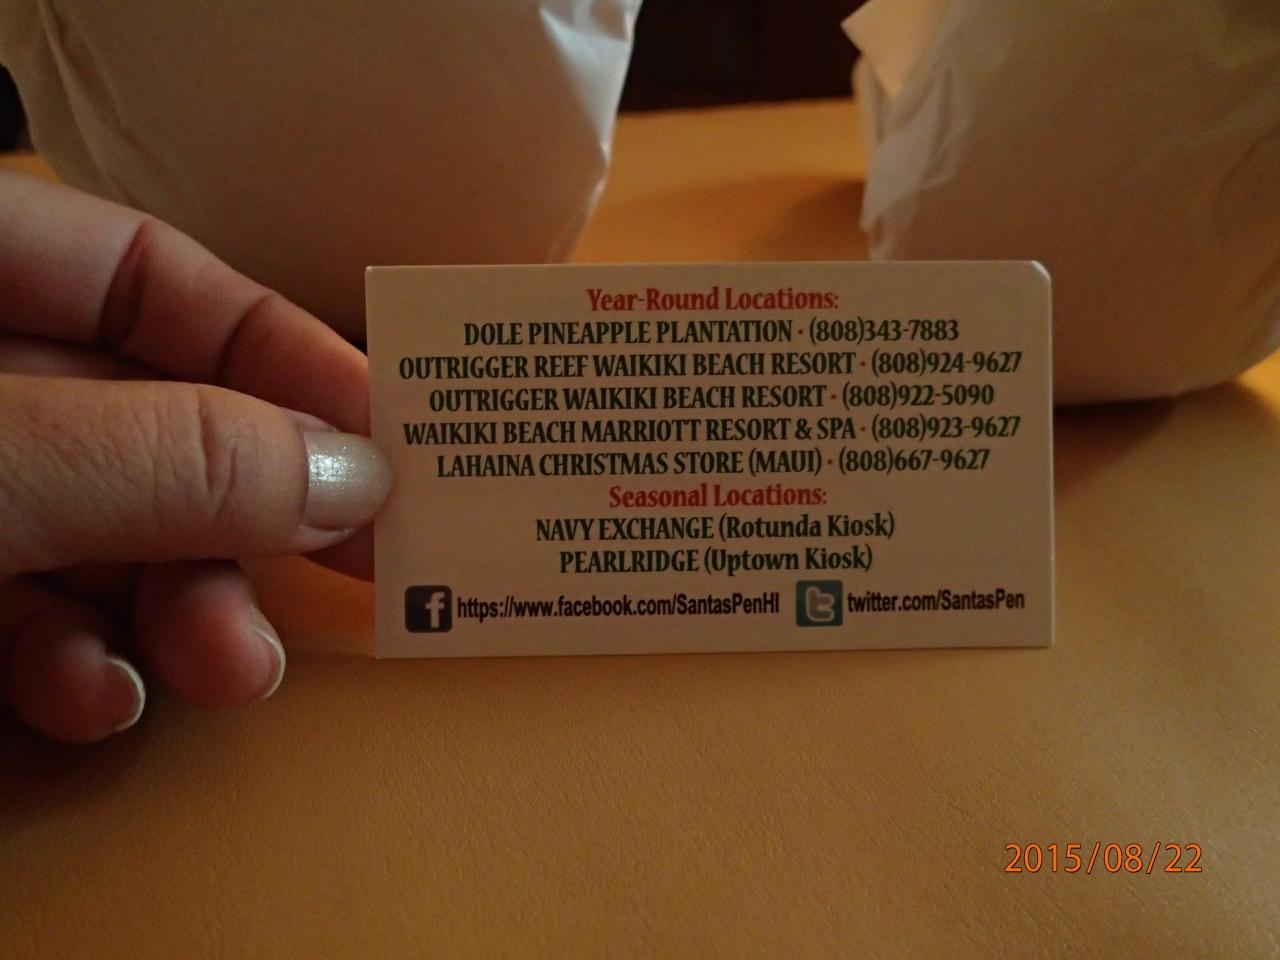 Year-Round Locations:
DOLE PINEAPPLE PLANTATION · (808)343-7883
OUTRIGGER REEF WAIKIKI BEACH RESORT · (808)924-9627
OUTRIGGER WAIKIKI BEACH RESORT · (808)922-5090
WAIKIKI BEACH MARRIOTT RESORT & SPA · (808)923-9627
LAHAINA CHRISTMAS STORE (MAUI) · (808)667-9627
Seasonal Locations:
NAVY EXCHANGE (Rotunda Kiosk)
PEARLRIDGE (Uptown Kiosk)
f https://www.facebook.com/SantasPenHI t twitter.com/SantasPen
2015/08/22